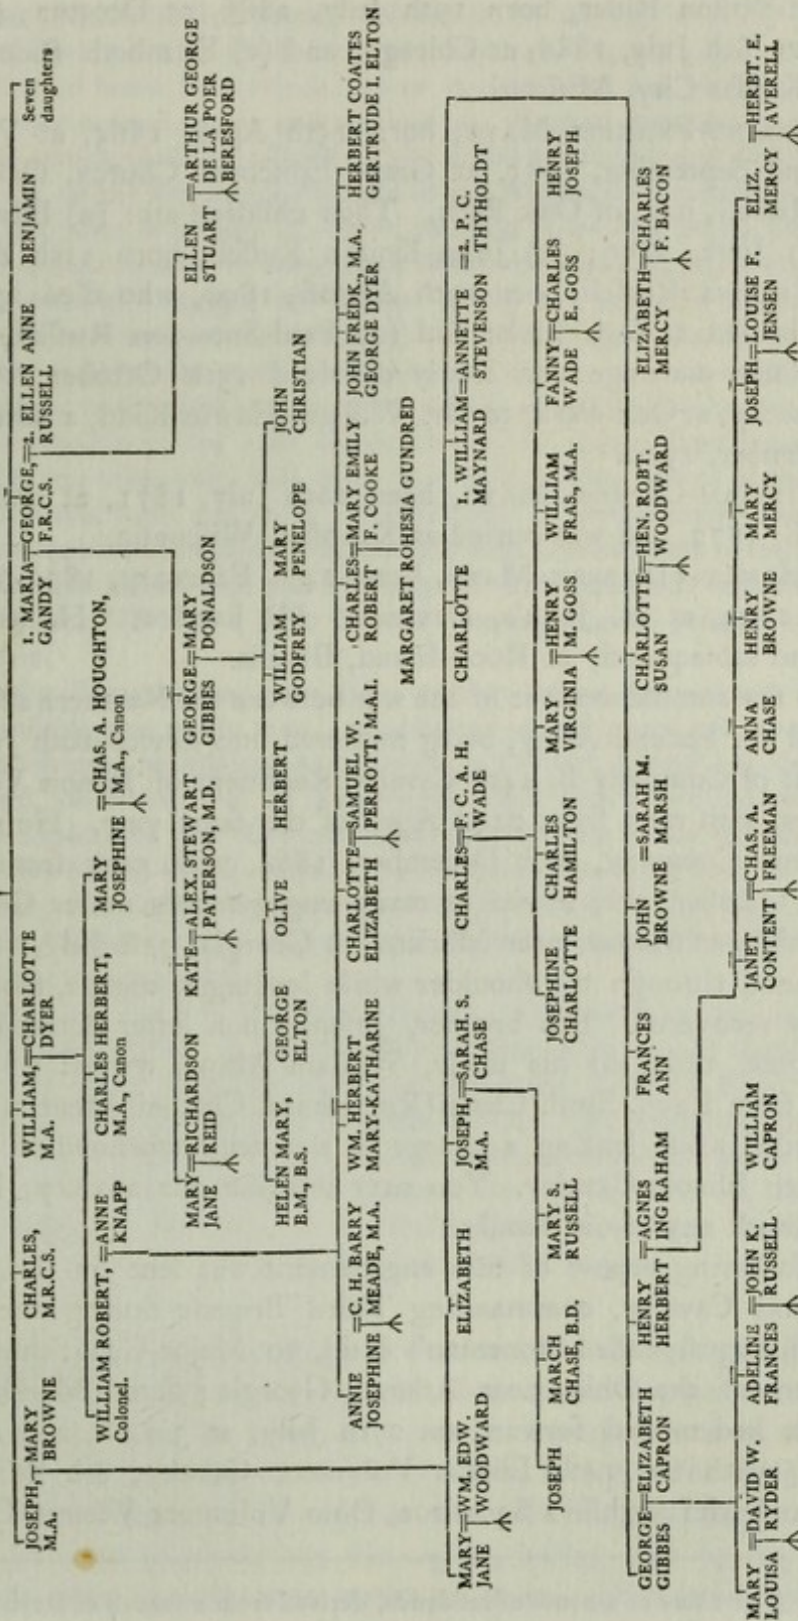 JOSEPH, = MARY
M.A. BROWNE
CHARLES,
M.R.C.S.
WILLIAM, = CHARLOTTE
M.A. DYER
1. MARIA = GEORGE, = 2. ELLEN ANNE
GANDY F.R.C.S. RUSSELL
BENJAMIN
Seven
daughters
WILLIAM ROBERT, = ANNE
Colonel. KNAPP
CHARLES HERBERT,
M.A., Canon
MARY = CHAS. A. HOUGHTON,
JOSEPHINE M.A., Canon
ELLEN = ARTHUR GEORGE
STUART DE LA POER
BERESFORD
MARY = RICHARDSON
JANE REID
KATE = ALEX. STEWART
PATERSON, M.D.
GEORGE = MARY
GIBBES DONALDSON
HELEN MARY,
B.M., B.S.
GEORGE
ELTON
OLIVE
HERBERT
WILLIAM
GODFREY
MARY
PENELOPE
JOHN
CHRISTIAN
ANNIE = C. H. BARRY
JOSEPHINE MEADE, M.A.
WM. HERBERT
MARY-KATHARINE
CHARLOTTE = SAMUEL W.
ELIZABETH PERROTT, M.A.I.
CHARLES = MARY EMILY
ROBERT F. COOKE
JOHN FREDK., M.A.
GEORGE DYER
HERBERT COATES
GERTRUDE I. ELTON
MARGARET ROHESIA GUNDRED
MARY = WM. EDW.
JANE WOODWARD
ELIZABETH
JOSEPH, = SARAH. S.
M.A. CHASE
CHARLES = F. C. A. H.
WADE
CHARLOTTE
1. WILLIAM = ANNETTE = 2. P. C.
MAYNARD STEVENSON THYHOLDT
JOSEPH
MARCH
CHASE, B.D.
MARY S.
RUSSELL
JOSEPHINE
CHARLOTTE
CHARLES
HAMILTON
MARY = HENRY
VIRGINIA M. GOSS
WILLIAM
FRAS, M.A.
FANNY = CHARLES
WADE E. GOSS
HENRY
JOSEPH
GEORGE = ELIZABETH
GIBBES CAPRON
HENRY = AGNES
HERBERT INGRAHAM
FRANCES
ANN
JOHN = SARAH M.
BROWNE MARSH
CHARLOTTE = HEN. ROBT.
SUSAN WOODWARD
ELIZABETH = CHARLES
MERCY F. BACON
MARY = DAVID W.
LOUISA RYDER
ADELINE = JOHN K.
FRANCES RUSSELL
WILLIAM
CAPRON
JANET = CHAS. A.
CONTENT FREEMAN
ANNA
CHASE
HENRY
BROWNE
MARY
MERCY
JOSEPH = LOUISE F.
JENSEN
ELIZ. = HERBT. E.
MERCY AVERELL